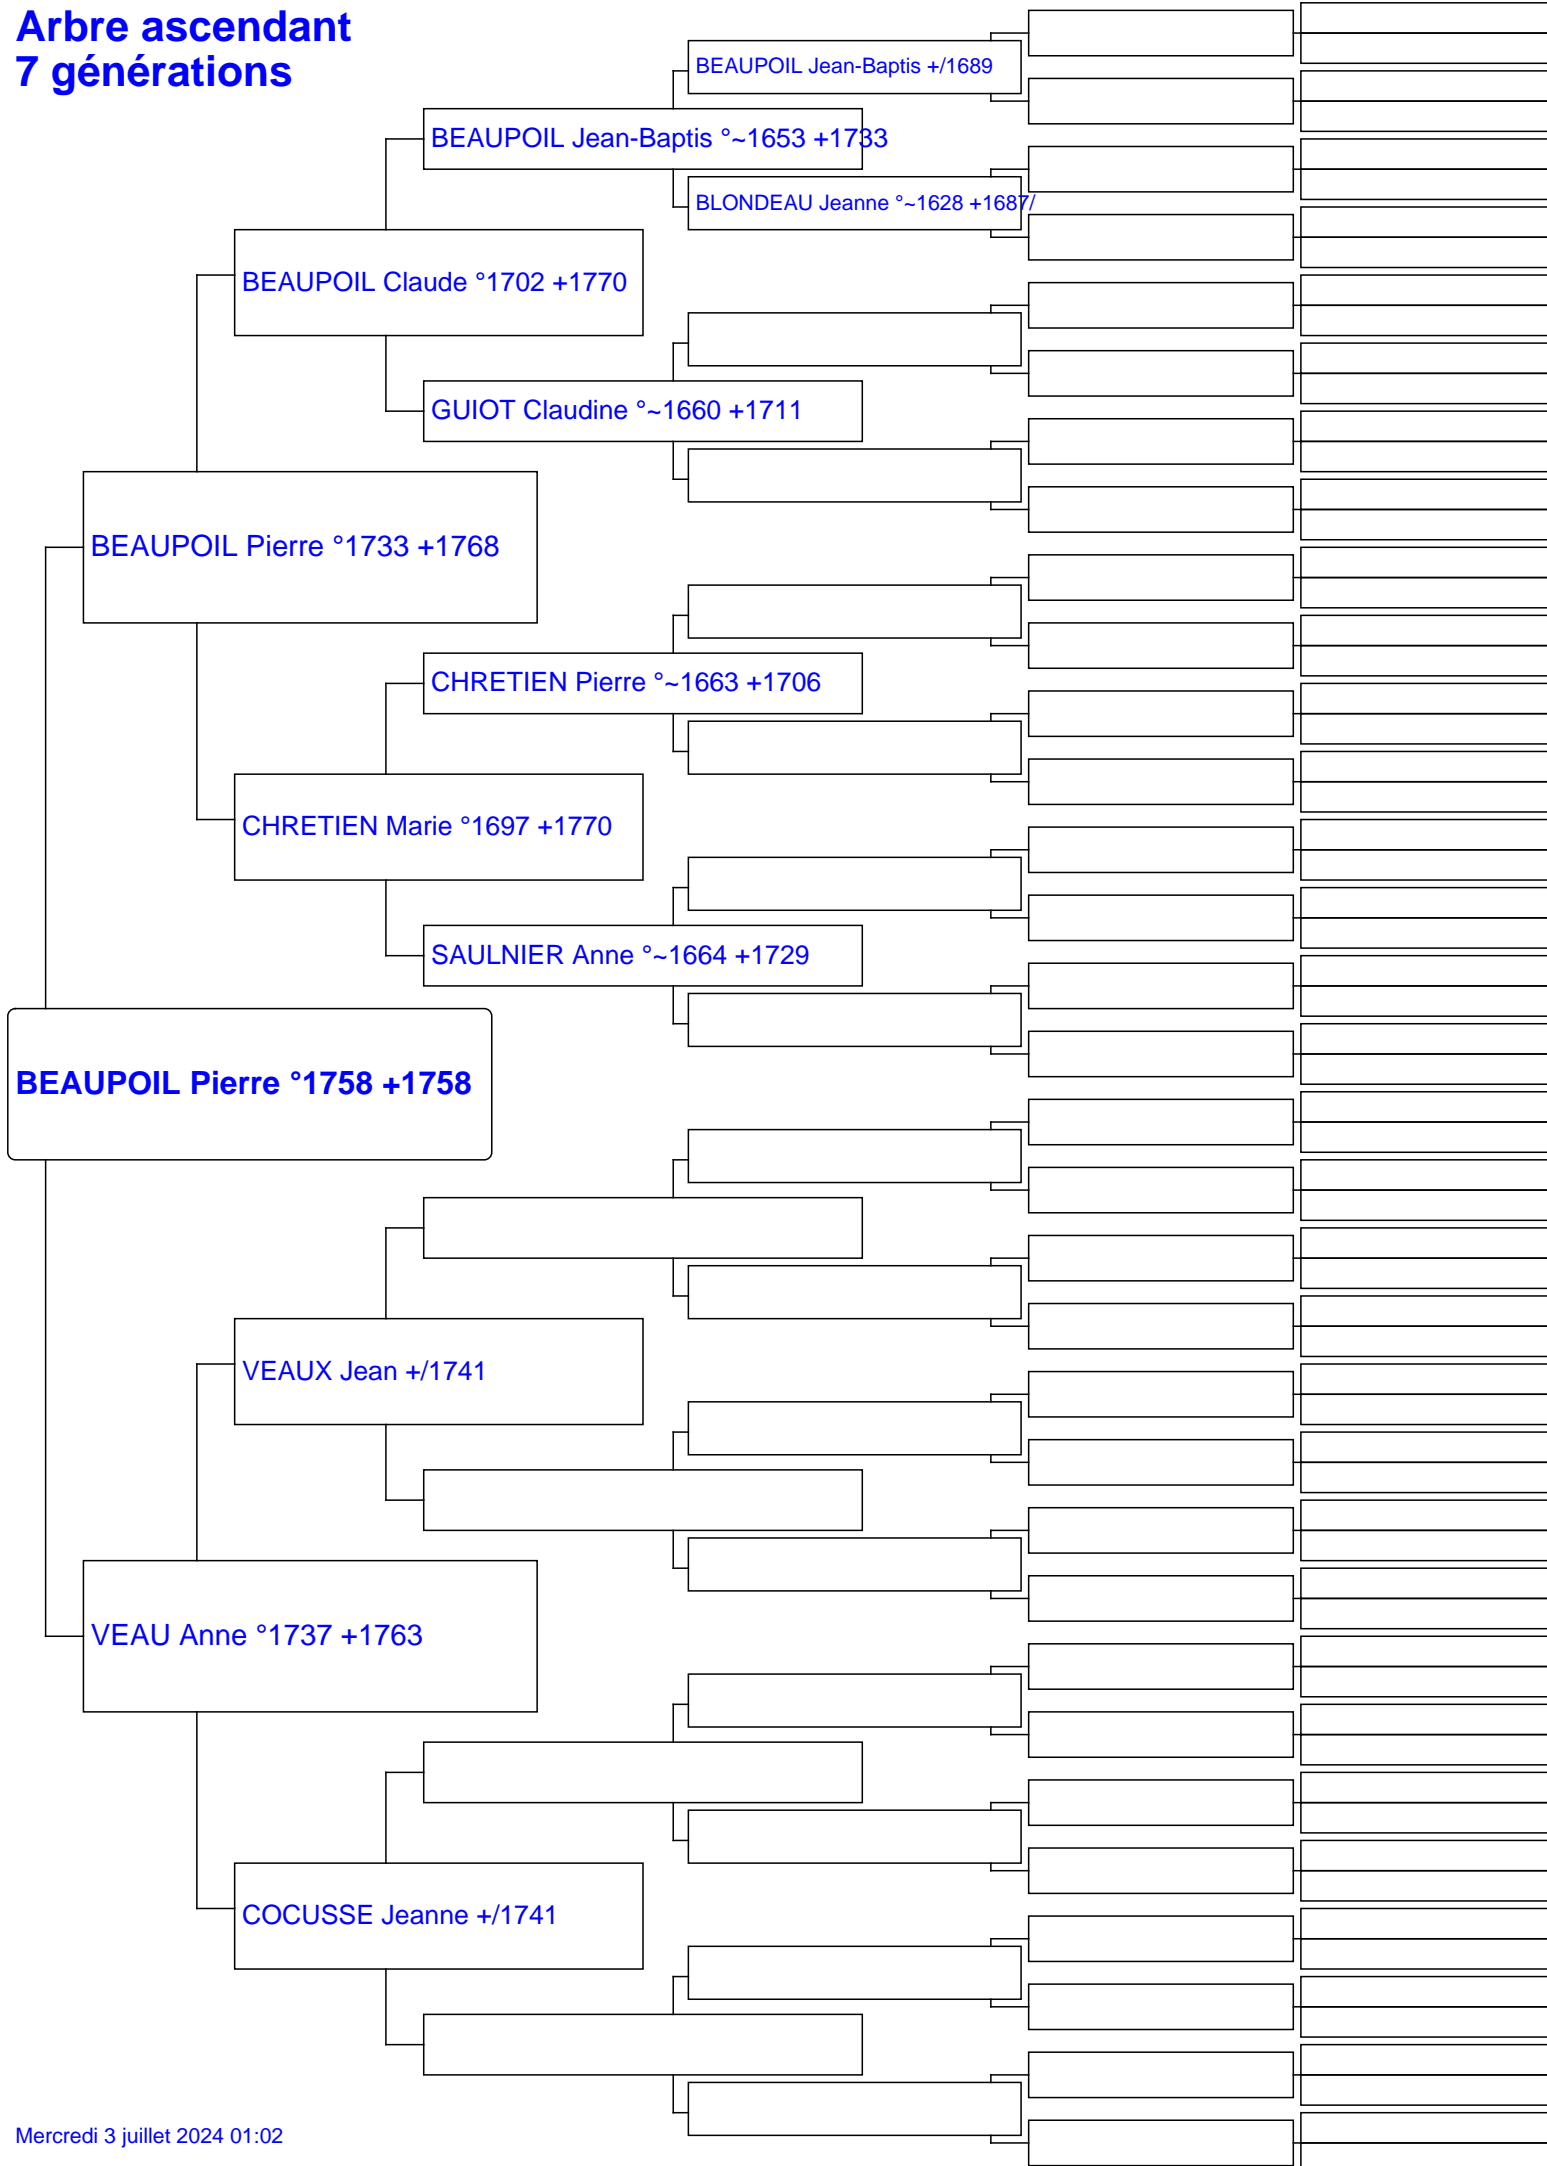 Arbre ascendant
7 générations
BEAUPOIL Jean-Baptis +/1689
BEAUPOIL Jean-Baptis °~1653 +1733
BLONDEAU Jeanne °~1628 +1687/
BEAUPOIL Claude °1702 +1770
GUIOT Claudine °~1660 +1711
BEAUPOIL Pierre °1733 +1768
CHRETIEN Pierre °~1663 +1706
CHRETIEN Marie °1697 +1770
SAULNIER Anne °~1664 +1729
BEAUPOIL Pierre °1758 +1758
VEAUX Jean +/1741
VEAU Anne °1737 +1763
COCUSSE Jeanne +/1741
Mercredi 3 juillet 2024 01:02